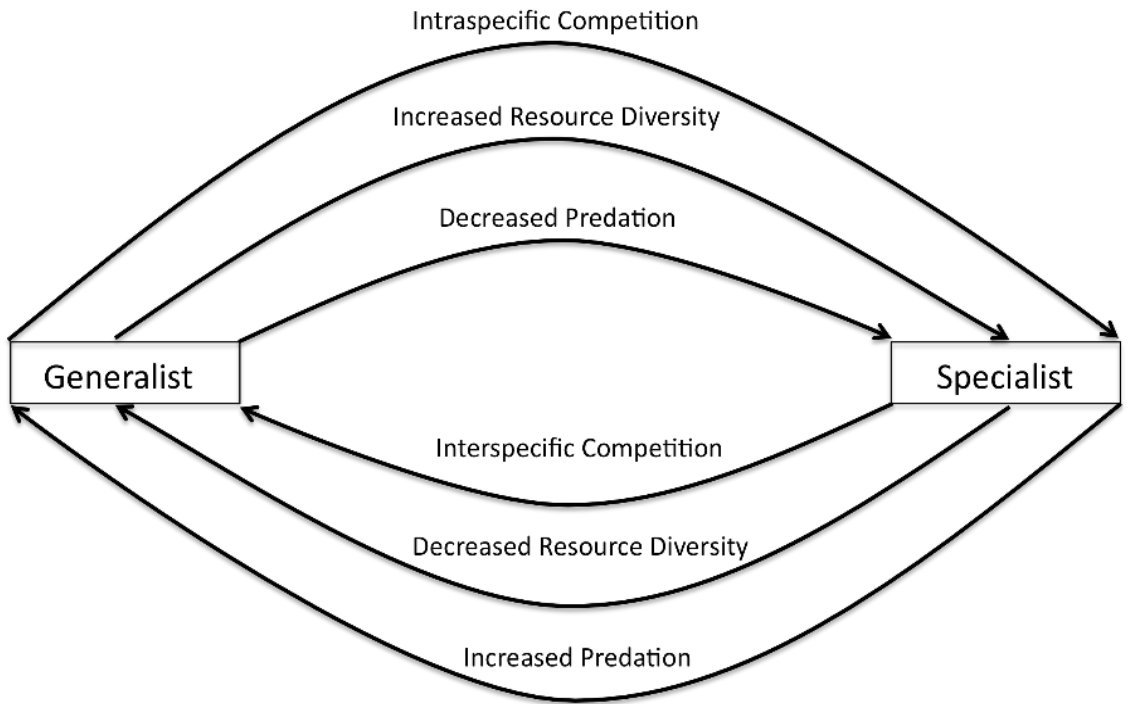 Intraspecific Competition
Increased Resource Diversity
Decreased Predation
Generalist
Specialist
Interspecific Competition
Decreased Resource Diversity
Increased Predation